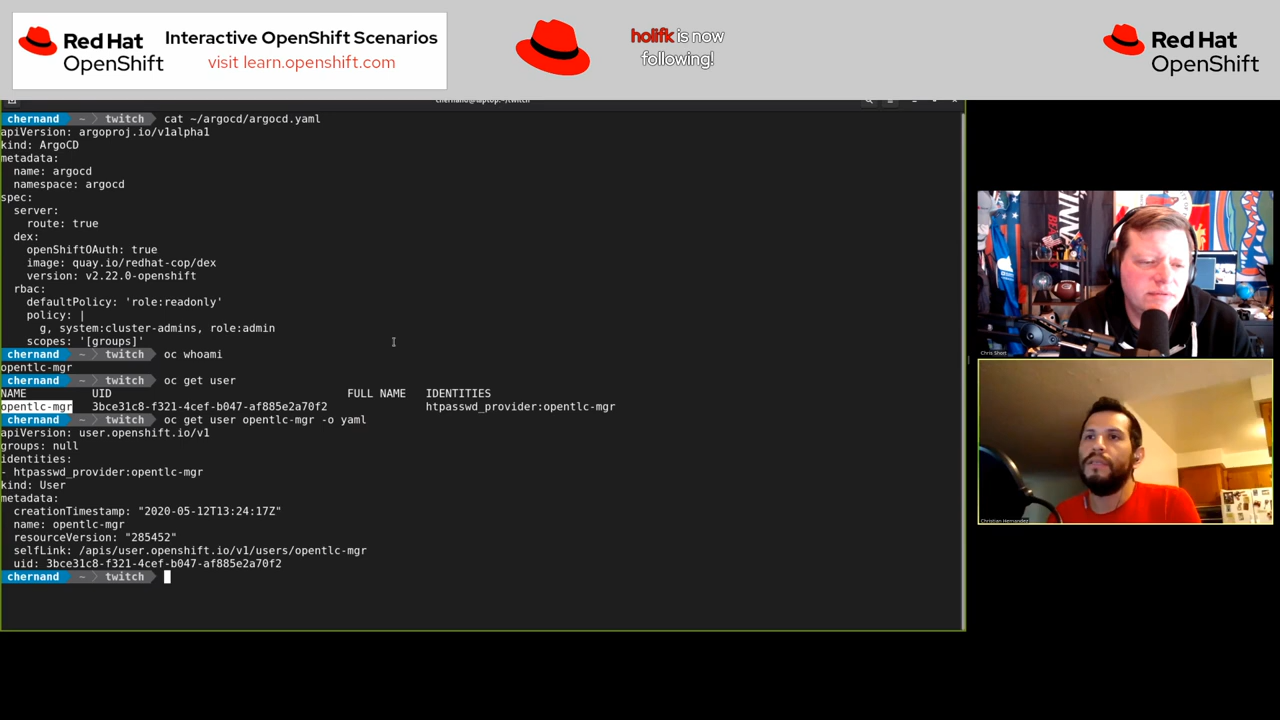 Red Hat
OpenShift
Interactive OpenShift Scenarios
visit learn.openshift.com
holifk is now
following!
Red Hat
OpenShift
chernand@laptop:~/twitch
chernand ~ twitch cat ~/argocd/argocd.yaml
apiVersion: argoproj.io/v1alpha1
kind: ArgoCD
metadata:
  name: argocd
  namespace: argocd
spec:
  server:
    route: true
  dex:
    openShiftOAuth: true
    image: quay.io/redhat-cop/dex
    version: v2.22.0-openshift
  rbac:
    defaultPolicy: 'role:readonly'
    policy: |
      g, system:cluster-admins, role:admin
    scopes: '[groups]'
chernand ~ twitch oc whoami
opentlc-mgr
chernand ~ twitch oc get user
NAME UID FULL NAME IDENTITIES
opentlc-mgr 3bce31c8-f321-4cef-b047-af885e2a70f2 htpasswd_provider:opentlc-mgr
chernand ~ twitch oc get user opentlc-mgr -o yaml
apiVersion: user.openshift.io/v1
groups: null
identities:
- htpasswd_provider:opentlc-mgr
kind: User
metadata:
  creationTimestamp: "2020-05-12T13:24:17Z"
  name: opentlc-mgr
  resourceVersion: "285452"
  selfLink: /apis/user.openshift.io/v1/users/opentlc-mgr
  uid: 3bce31c8-f321-4cef-b047-af885e2a70f2
chernand ~ twitch
Chris Short
Christian Hernandez